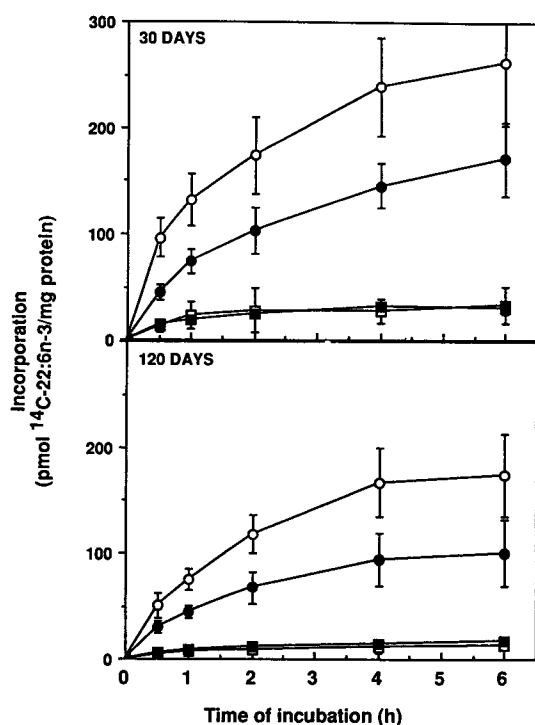 300
30 DAYS
200
100
0
120 DAYS
200
100
0
0 1 2 3 4 5 6
Time of incubation (h)
Incorporation
(pmol 14C-22:6n-3/mg protein)